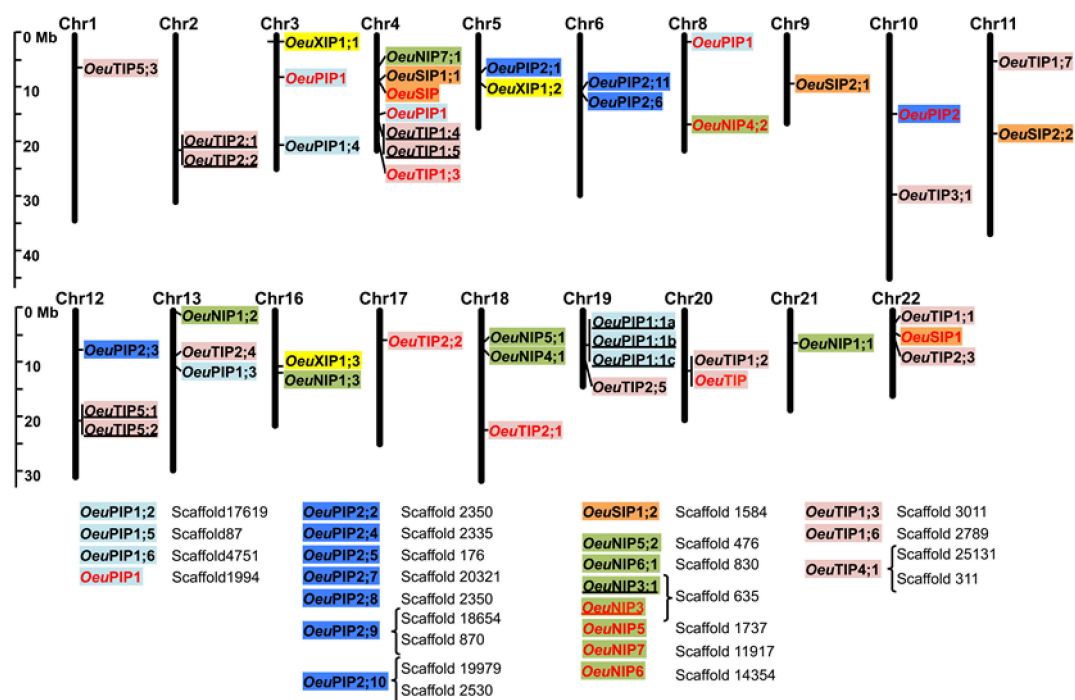 Chr1 Chr2 Chr3 Chr4 Chr5 Chr6 Chr8 Chr9 Chr10 Chr11
0 Mb
10
20
30
40
OeuTIP5;3
OeuTIP2:1
OeuTIP2:2
OeuXIP1;1
OeuPIP1
OeuPIP1;4
OeuNIP7;1
OeuSIP1;1
OeuSIP
OeuPIP1
OeuTIP1:4
OeuTIP1:5
OeuTIP1;3
OeuPIP2;1
OeuXIP1;2
OeuPIP2;11
OeuPIP2;6
OeuPIP1
OeuNIP4;2
OeuSIP2;1
OeuPIP2
OeuTIP3;1
OeuTIP1;7
OeuSIP2;2
Chr12 Chr13 Chr16 Chr17 Chr18 Chr19 Chr20 Chr21 Chr22
0 Mb
10
20
30
OeuPIP2;3
OeuTIP5:1
OeuTIP5:2
OeuNIP1;2
OeuTIP2;4
OeuPIP1;3
OeuXIP1;3
OeuNIP1;3
OeuTIP2;2
OeuNIP5;1
OeuNIP4;1
OeuTIP2;1
OeuPIP1:1a
OeuPIP1:1b
OeuPIP1:1c
OeuTIP2;5
OeuTIP1;2
OeuTIP
OeuNIP1;1
OeuTIP1;1
OeuSIP1
OeuTIP2;3
OeuPIP1;2 Scaffold17619
OeuPIP1;5 Scaffold87
OeuPIP1;6 Scaffold4751
OeuPIP1 Scaffold1994
OeuPIP2;2 Scaffold 2350
OeuPIP2;4 Scaffold 2335
OeuPIP2;5 Scaffold 176
OeuPIP2;7 Scaffold 20321
OeuPIP2;8 Scaffold 2350
OeuPIP2;9 Scaffold 18654
Scaffold 870
OeuPIP2;10 Scaffold 19979
Scaffold 2530
OeuSIP1;2 Scaffold 1584
OeuNIP5;2 Scaffold 476
OeuNIP6;1 Scaffold 830
OeuNIP3:1
Scaffold 635
OeuNIP3
OeuNIP5 Scaffold 1737
OeuNIP7 Scaffold 11917
OeuNIP6 Scaffold 14354
OeuTIP1;3 Scaffold 3011
OeuTIP1;6 Scaffold 2789
OeuTIP4;1 Scaffold 25131
Scaffold 311